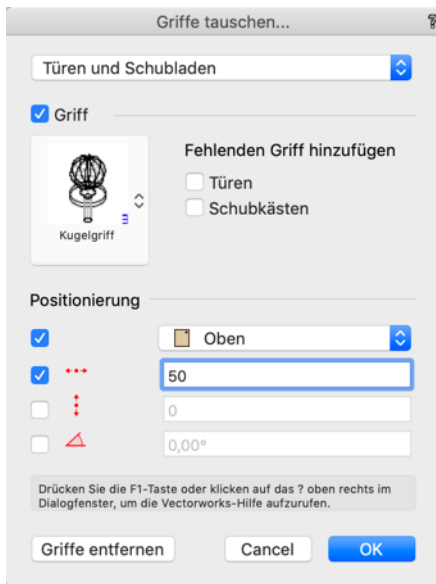 Griffe tauschen...
?
Türen und Schubladen
Griff
Fehlenden Griff hinzufügen
Türen
Schubkästen
Kugelgriff
Positionierung
Oben
50
0
0,00°
Drücken Sie die F1-Taste oder klicken auf das ? oben rechts im
Dialogfenster, um die Vectorworks-Hilfe aufzurufen.
Griffe entfernen Cancel OK